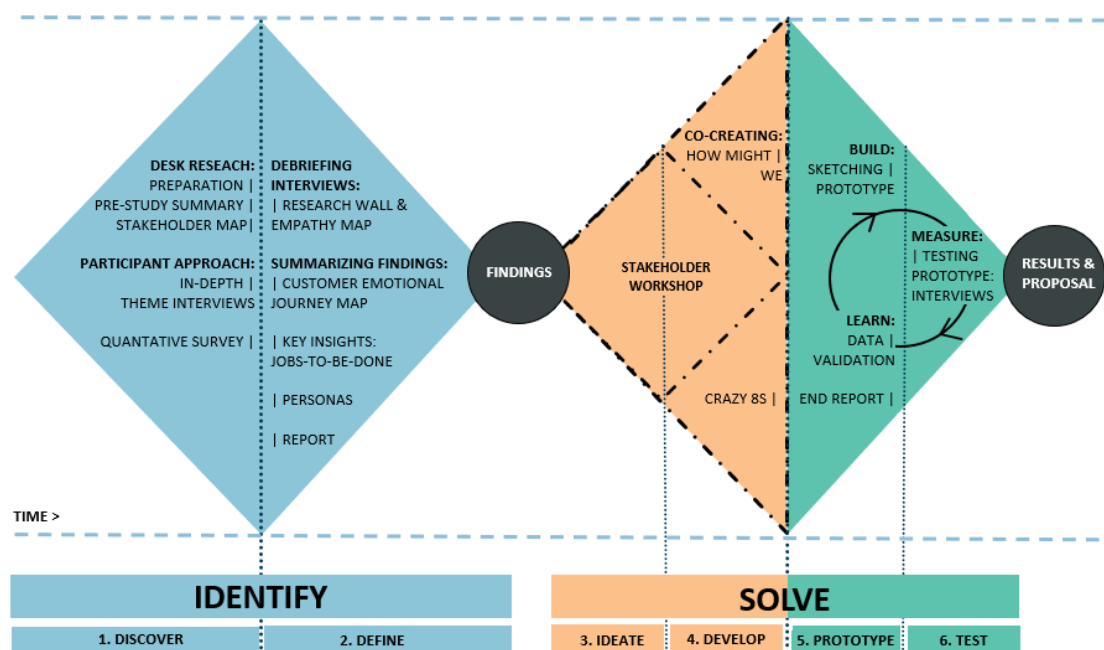 DESK RESEACH:
PREPARATION |
PRE-STUDY SUMMARY |
STAKEHOLDER MAP|
PARTICIPANT APPROACH:
IN-DEPTH |
THEME INTERVIEWS
QUANTATIVE SURVEY |
DEBRIEFING
INTERVIEWS:
| RESEARCH WALL &
EMPATHY MAP
SUMMARIZING FINDINGS:
| CUSTOMER EMOTIONAL
JOURNEY MAP
| KEY INSIGHTS:
JOBS-TO-BE-DONE
| PERSONAS
| REPORT
FINDINGS
STAKEHOLDER
WORKSHOP
CO-CREATING:
HOW MIGHT |
WE
CRAZY 8S |
BUILD:
SKETCHING |
PROTOTYPE
MEASURE:
| TESTING
PROTOTYPE:
INTERVIEWS
LEARN:
DATA |
VALIDATION
END REPORT |
RESULTS &
PROPOSAL
TIME >
IDENTIFY
SOLVE
1. DISCOVER
2. DEFINE
3. IDEATE
4. DEVELOP
5. PROTOTYPE
6. TEST